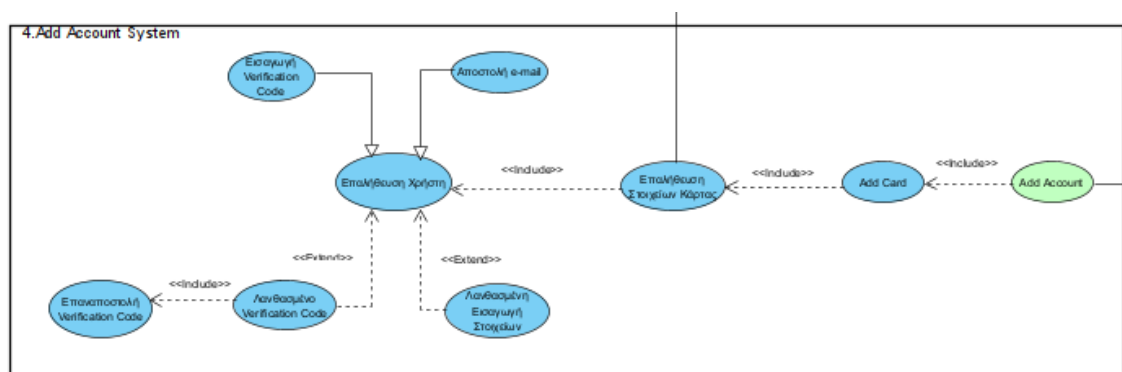 4.Add Account System
Εισαγωγή
Verification
Code
Αποστολή e-mail
Επαλήθευση Χρήστη
<<Include>>
Επαλήθευση
Στοιχείων Κάρτας
<<Include>>
Add Card
<<Include>>
Add Account
<<Extend>>
<<Extend>>
<<Include>>
Επαναποστολή
Verification Code
Λανθασμένο
Verification Code
Λανθασμένη
Εισαγωγή
Στοιχείων